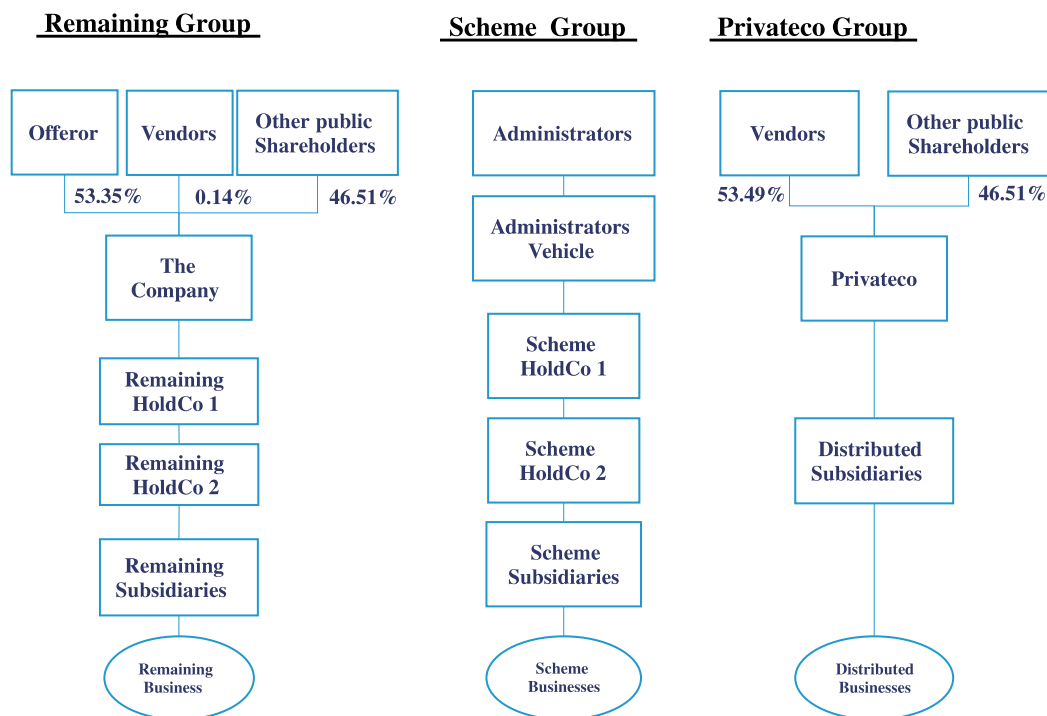 Remaining Group
Offeror
Vendors
Other public
Shareholders
53.35%
0.14%
46.51%
The
Company
Remaining
HoldCo 1
Remaining
HoldCo 2
Remaining
Subsidiaries
Remaining
Business
Scheme Group
Administrators
Administrators
Vehicle
Scheme
HoldCo 1
Scheme
HoldCo 2
Scheme
Subsidiaries
Scheme
Businesses
Privateco Group
Vendors
Other public
Shareholders
53.49%
46.51%
Privateco
Distributed
Subsidiaries
Distributed
Businesses